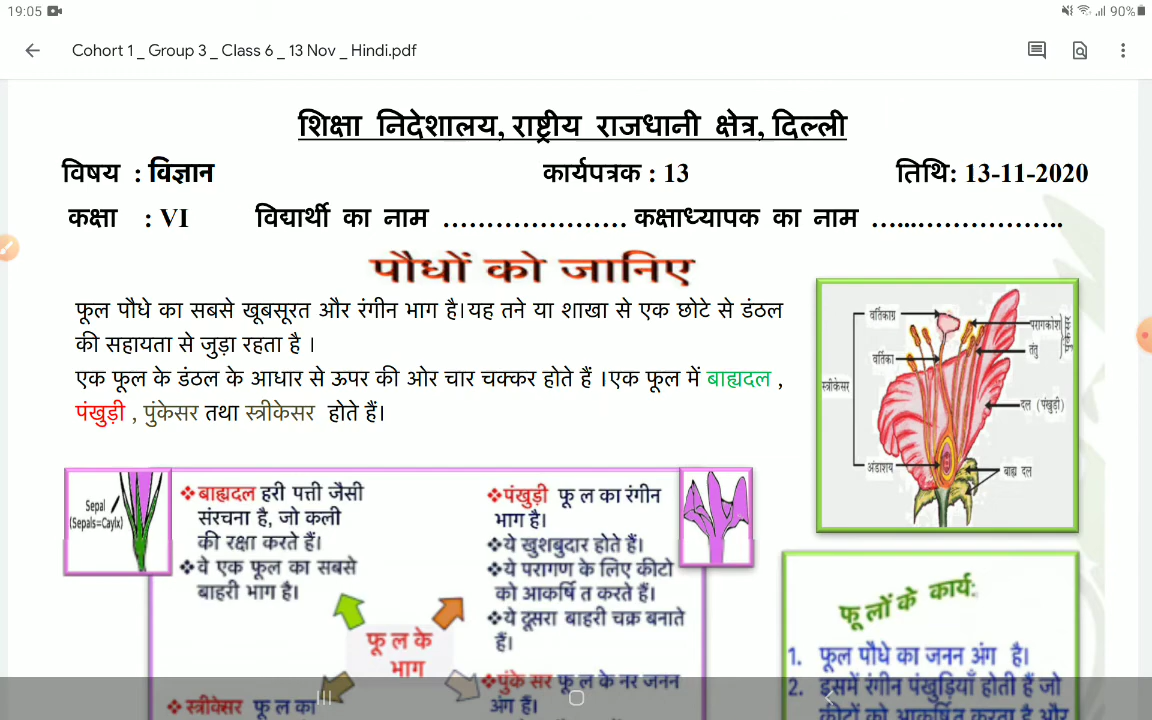 19:05
90%
Cohort 1 _ Group 3 _ Class 6 _ 13 Nov _ Hindi.pdf
शिक्षा निदेशालय, राष्ट्रीय राजधानी क्षेत्र, दिल्ली
विषय : विज्ञान कार्यपत्रक : 13 तिथि: 13-11-2020
कक्षा : VI विद्यार्थी का नाम ………………… कक्षाध्यापक का नाम …...……………..
पौधों को जानिए
फूल पौधे का सबसे खूबसूरत और रंगीन भाग है।यह तने या शाखा से एक छोटे से डंठल
की सहायता से जुड़ा रहता है ।
एक फूल के डंठल के आधार से ऊपर की ओर चार चक्कर होते हैं ।एक फूल में बाह्यदल ,
पंखुड़ी , पुंकेसर तथा स्त्रीकेसर होते हैं।
वर्तिकाग्र
वर्तिका
स्त्रीकेसर
अंडाशय
परागकोश
तंतु
पुंकेसर
दल (पंखुड़ी)
बाह्य दल
Sepal
(Sepals=Caylx)
❖बाह्यदल हरी पत्ती जैसी
संरचना है, जो कली
की रक्षा करते हैं।
❖वे एक फूल का सबसे
बाहरी भाग है।
❖पंखुड़ी फू ल का रंगीन
भाग है।
❖ये खुशबुदार होते हैं।
❖ये परागण के लिए कीटो
को आकर्षि त करते हैं।
❖ये दूसरा बाहरी चक्र बनाते
हैं।
फू ल के
भाग
❖स्त्रीकेसर फू ल का
❖पुंके सर फू ल के नर जनन
अंग हैं।
फू लों के कार्य:
1. फूल पौधे का जनन अंग है।
2. इसमें रंगीन पंखुड़ियाँ होती हैं जो
कीटों को आकर्षित करता है और